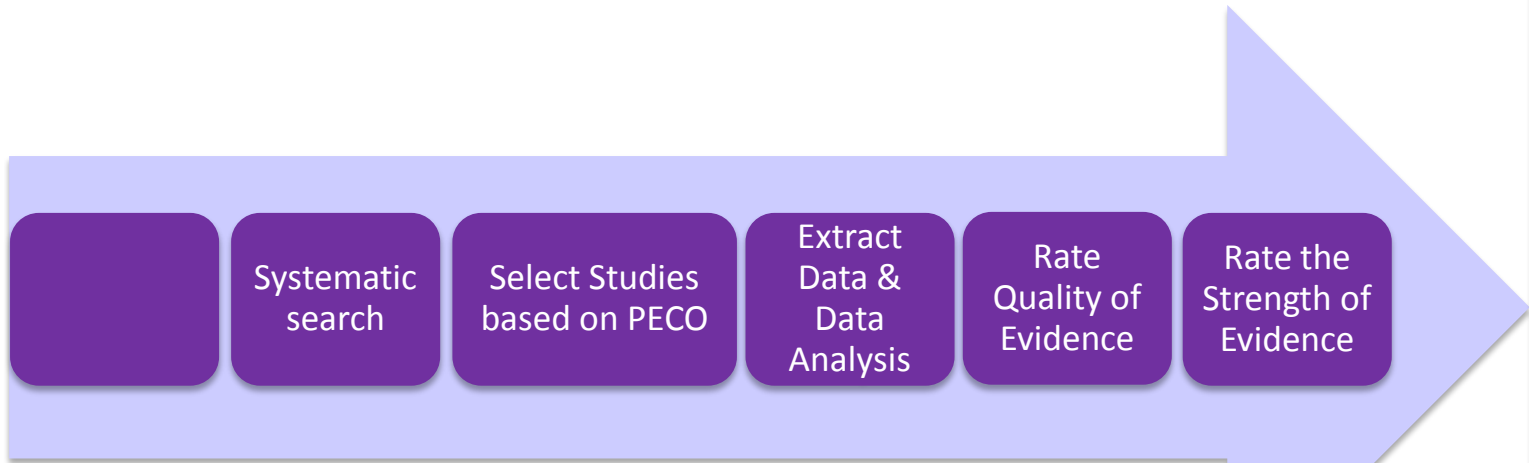 Systematic
search
Select Studies
based on PECO
Extract
Data &
Data
Analysis
Rate
Quality of
Evidence
Rate the
Strength of
Evidence